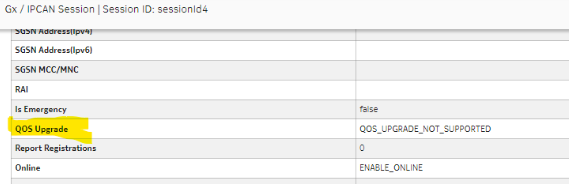 Gx / IPCAN Session | Session ID: sessionId4
SGSN Address(Ipv4)
SGSN Address(Ipv6)
SGSN MCC/MNC
RAI
Is Emergency false
QOS Upgrade QOS_UPGRADE_NOT_SUPPORTED
Report Registrations 0
Online ENABLE_ONLINE